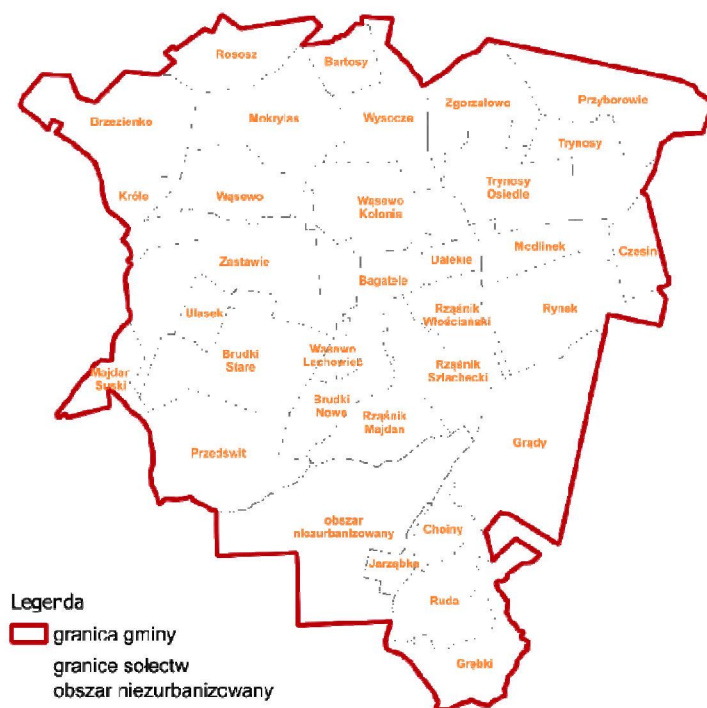 Rososz
Bartosy
Zgorzałowo
Przyborowie
Brzezienko
Mokrylas
Wysocze
Trynosy
Trynosy
Osiedle
Króle
Wąsewo
Wąsewo
Kolonia
Modlinek
Czesin
Zastawie
Bagatele
Dalekie
Ulasek
Rząśnik
Włościański
Rynek
Brudki
Stare
Wąsewo
Lachowiec
Rząśnik
Szlachecki
Majdan
Suski
Brudki
Nowe
Rząśnik
Majdan
Grądy
Przedświt
obszar
niezurbanizowany
Choiny
Jarząbka
Ruda
Grębki
Legenda
granica gminy
granice sołectw
obszar niezurbanizowany